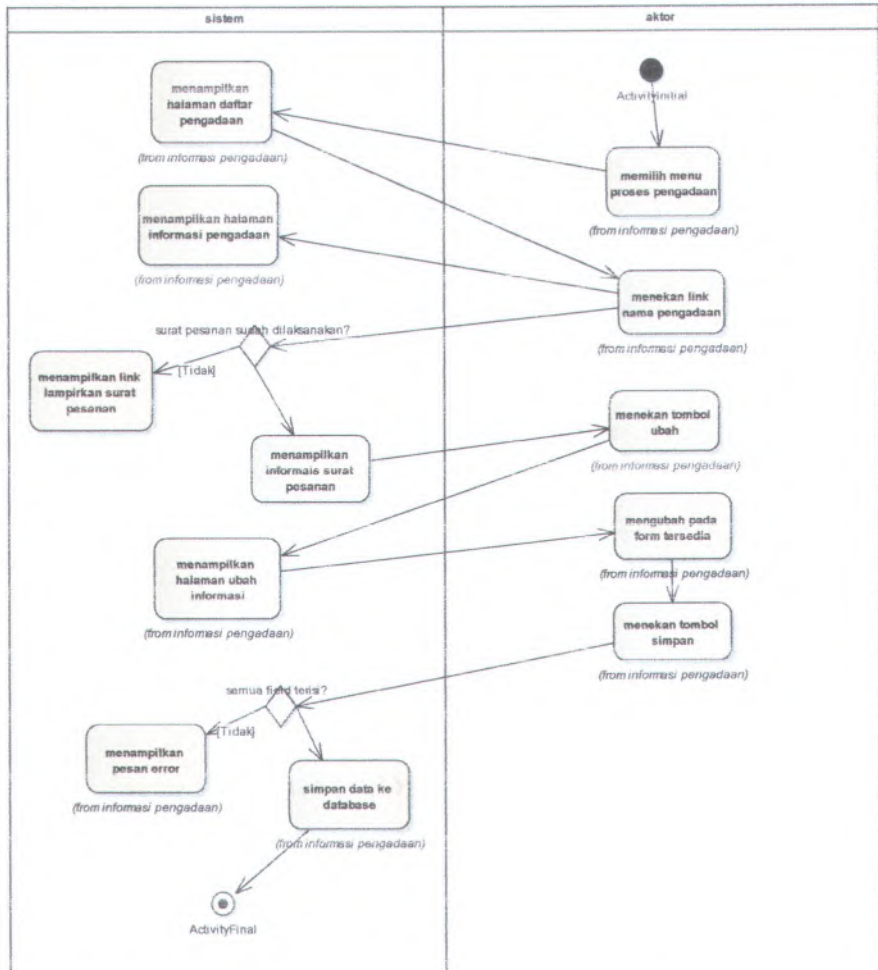 sistem
aktor
menampilkan
halaman daftar
pengadaan
(from informasi pengadaan)
ActivityInitial
memilih menu
proses pengadaan
(from informasi pengadaan)
menampilkan halaman
informasi pengadaan
(from informasi pengadaan)
menekan link
nama pengadaan
(from informasi pengadaan)
surat pesanan sudah dilaksanakan?
[Tidak]
menampilkan link
lampirkan surat
pesanan
menampilkan
informais surat
pesanan
menekan tombol
ubah
(from informasi pengadaan)
menampilkan
halaman ubah
informasi
(from informasi pengadaan)
mengubah pada
form tersedia
(from informasi pengadaan)
menekan tombol
simpan
(from informasi pengadaan)
semua field terisi?
[Tidak]
menampilkan
pesan error
(from informasi pengadaan)
simpan data ke
database
(from informasi pengadaan)
ActivityFinal